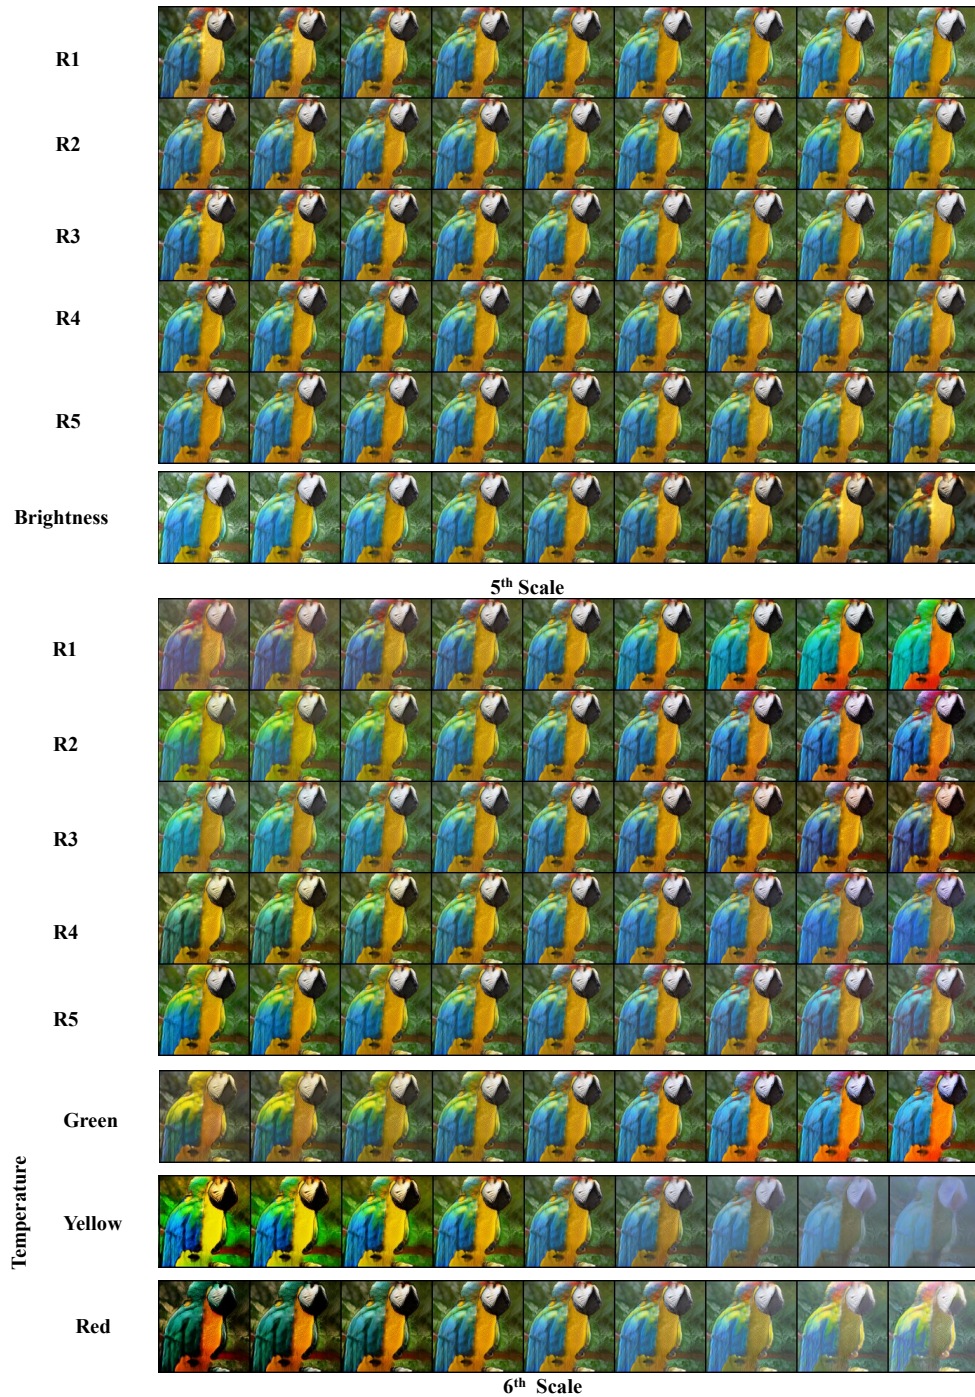 R1
R2
R3
R4
R5
Brightness
5th Scale
R1
R2
R3
R4
R5
Temperature
Green
Yellow
Red
6th Scale